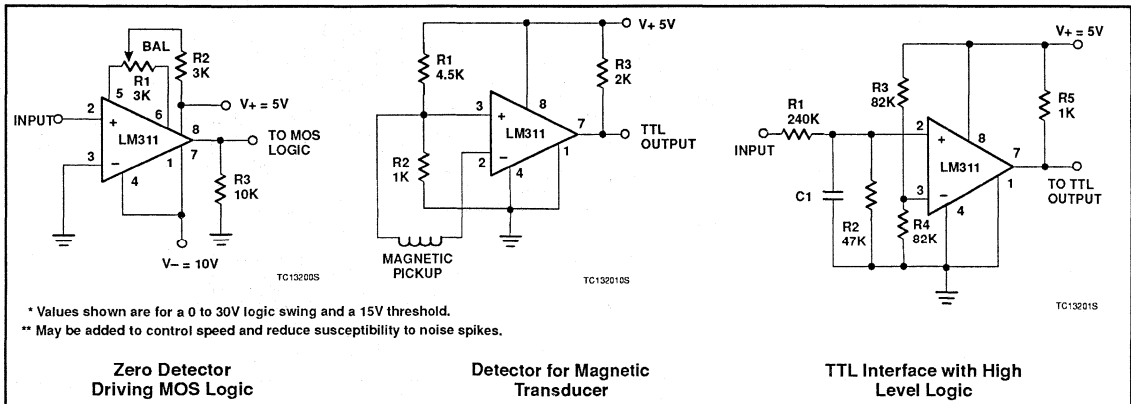 BAL
R2
3K
R1
3K
5
6
2
INPUT
+
LM311
V+ = 5V
8
TO MOS
LOGIC
3
−
1
7
4
R3
10K
V− = 10V
TC13200S
V+ 5V
R1
4.5K
R3
2K
8
3
+
LM311
7
TTL
OUTPUT
R2
1K
2
−
1
4
MAGNETIC
PICKUP
TC132010S
V+ = 5V
R3
82K
R5
1K
R1
240K
INPUT
2
+
8
LM311
7
C1
3
−
1
TO TTL
OUTPUT
4
R2
47K
R4
82K
TC13201S
* Values shown are for a 0 to 30V logic swing and a 15V threshold.
** May be added to control speed and reduce susceptibility to noise spikes.
Zero Detector
Driving MOS Logic
Detector for Magnetic
Transducer
TTL Interface with High
Level Logic